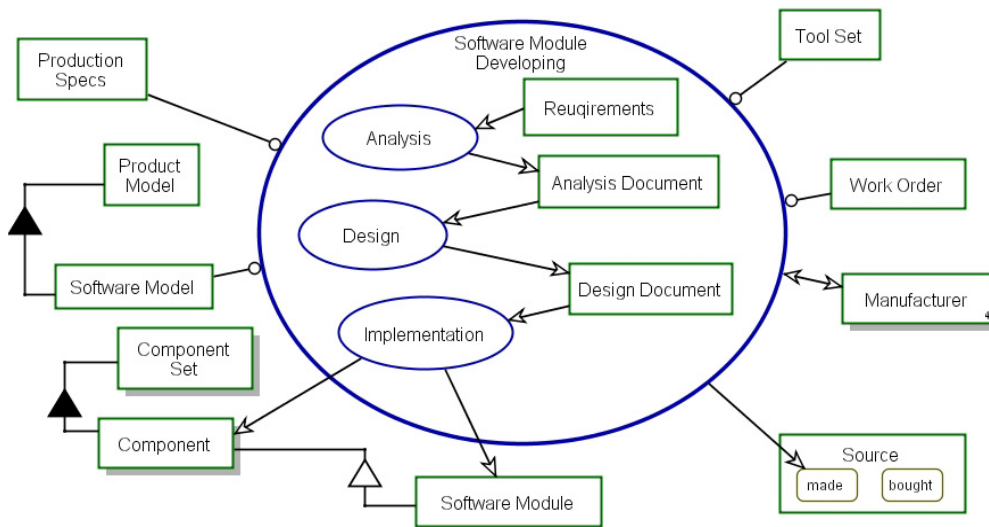 Software Module
Developing
Tool Set
Production
Specs
Reuqirements
Analysis
Product
Model
Analysis Document
Work Order
Design
Software Model
Design Document
Manufacturer
Implementation
Component
Set
Component
Source
made
bought
Software Module